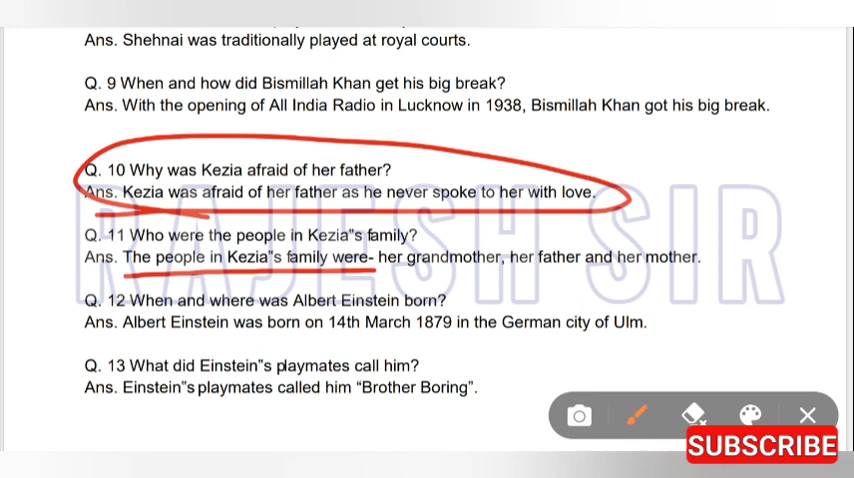 Ans. Shehnai was traditionally played at royal courts.
Q. 9 When and how did Bismillah Khan get his big break?
Ans. With the opening of All India Radio in Lucknow in 1938, Bismillah Khan got his big break.
Q. 10 Why was Kezia afraid of her father?
Ans. Kezia was afraid of her father as he never spoke to her with love.
Q. 11 Who were the people in Kezia"s family?
Ans. The people in Kezia"s family were- her grandmother, her father and her mother.
RAJESH SIR
Q. 12 When and where was Albert Einstein born?
Ans. Albert Einstein was born on 14th March 1879 in the German city of Ulm.
Q. 13 What did Einstein"s playmates call him?
Ans. Einstein"s playmates called him “Brother Boring”.
SUBSCRIBE